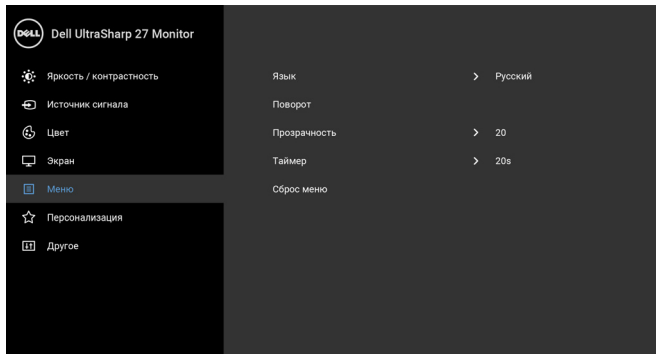 DELL Dell UltraSharp 27 Monitor
Яркость / контрастность
Источник сигнала
Цвет
Экран
Меню
Персонализация
Другое
Язык > Русский
Поворот
Прозрачность > 20
Таймер > 20s
Сброс меню